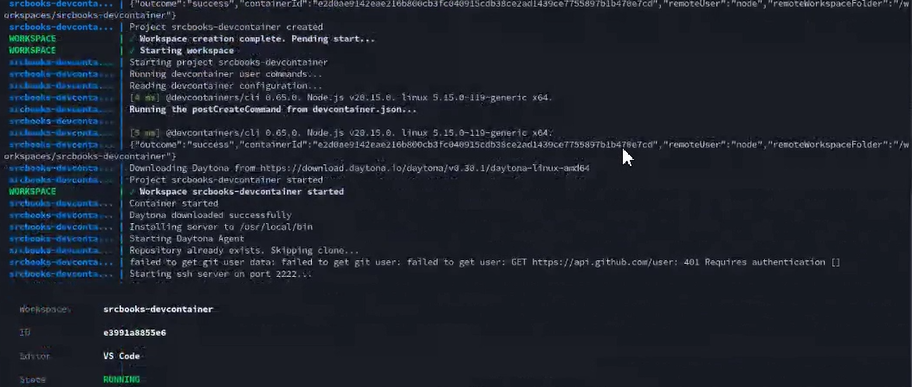 | {"outcome":"success","containerId":"e2d0ae9142eae216b800cb3fc040915cdb38ce2ad1439ce7755897b1b478e7cd","remoteUser":"node","remoteWorkspaceFolder":"/w
orkspaces/srcbooks-devcontainer"}
srcbooks-devconta... | Project srcbooks-devcontainer created
WORKSPACE | ✓ Workspace creation complete. Pending start...
WORKSPACE | ✓ Starting workspace
srcbooks-devconta... | Starting project srcbooks-devcontainer
srcbooks-devconta... | Running devcontainer user commands...
srcbooks-devconta... | Reading devcontainer configuration...
srcbooks-devconta... | [4 ms] @devcontainers/cli 0.65.0. Node.js v20.15.0. linux 5.15.0-119-generic x64.
srcbooks-devconta... | Running the postCreateCommand from devcontainer.json...
srcbooks-devconta... |
srcbooks-devconta... | [5 ms] @devcontainers/cli 0.65.0. Node.js v20.15.0. linux 5.15.0-119-generic x64.
srcbooks-devconta... | {"outcome":"success","containerId":"e2d0ae9142eae216b800cb3fc040915cdb38ce2ad1439ce7755897b1b478e7cd","remoteUser":"node","remoteWorkspaceFolder":"/w
orkspaces/srcbooks-devcontainer"}
srcbooks-devconta... | Downloading Daytona from https://download.daytona.io/daytona/v0.30.1/daytona-linux-amd64
srcbooks-devconta... | Project srcbooks-devcontainer started
WORKSPACE | ✓ Workspace srcbooks-devcontainer started
srcbooks-devconta... | Container started
srcbooks-devconta... | Daytona downloaded successfully
srcbooks-devconta... | Installing server to /usr/local/bin
srcbooks-devconta... | Starting Daytona Agent
srcbooks-devconta... | Repository already exists. Skipping clone...
srcbooks-devconta... | failed to get git user data: failed to get git user: failed to get user: GET https://api.github.com/user: 401 Requires authentication []
srcbooks-devconta... | Starting ssh server on port 2222...
Workspace srcbooks-devcontainer
ID e3991a8855e6
Editor VS Code
State RUNNING